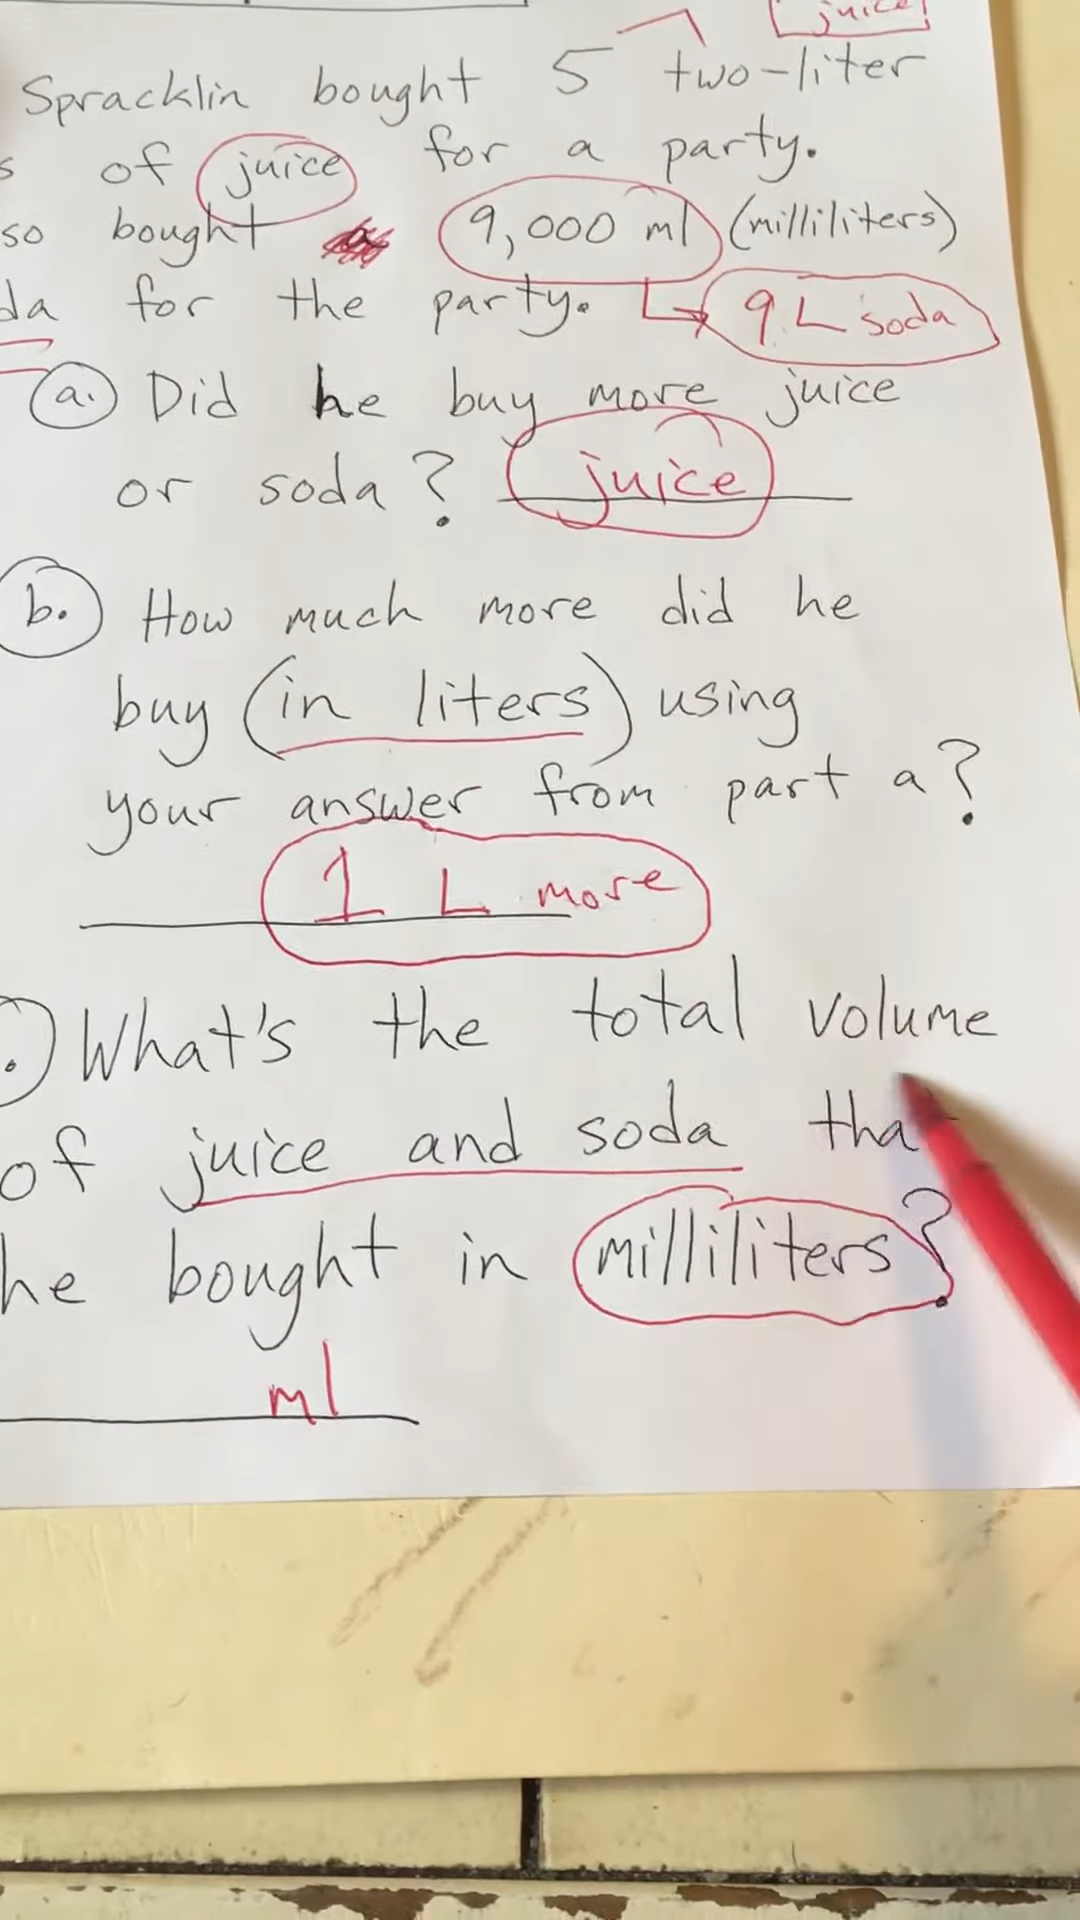 juice
Spracklin bought 5 two-liter
s of juice for a party.
so bought 9,000 ml (milliliters)
da for the party. 9 L soda
a. Did he buy more juice
or soda? juice
b. How much more did he
buy (in liters) using
your answer from part a?
1 L more
.) What's the total volume
of juice and soda tha
he bought in milliliters?
ml